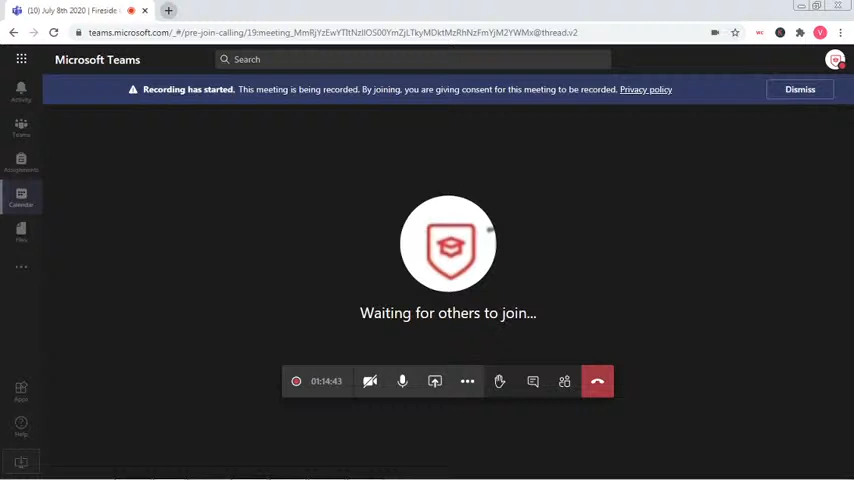 (10) July 8th 2020 | Fireside
teams.microsoft.com/_#/pre-join-calling/19:meeting_MmRjYzEwYTItNzllOS00YmZjLTkyMDktMzRhNzFmYjM2YWMx@thread.v2
Microsoft Teams
Search
Recording has started. This meeting is being recorded. By joining, you are giving consent for this meeting to be recorded. Privacy policy
Dismiss
Activity
Teams
Assignments
Calendar
Files
Waiting for others to join...
01:14:43
Apps
Help